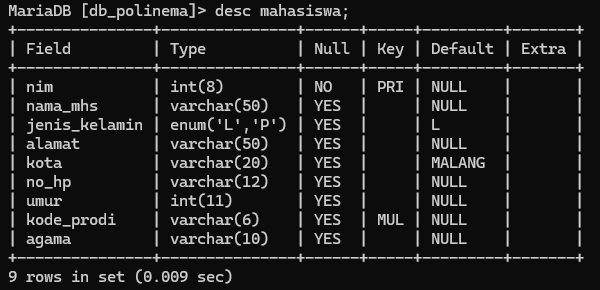 MariaDB [db_polinema]> desc mahasiswa;
+---------------+---------------+------+-----+---------+-------+
| Field         | Type          | Null | Key | Default | Extra |
+---------------+---------------+------+-----+---------+-------+
| nim           | int(8)        | NO   | PRI | NULL    |       |
| nama_mhs      | varchar(50)   | YES  |     | NULL    |       |
| jenis_kelamin | enum('L','P') | YES  |     | L       |       |
| alamat        | varchar(50)   | YES  |     | NULL    |       |
| kota          | varchar(20)   | YES  |     | MALANG  |       |
| no_hp         | varchar(12)   | YES  |     | NULL    |       |
| umur          | int(11)       | YES  |     | NULL    |       |
| kode_prodi    | varchar(6)    | YES  | MUL | NULL    |       |
| agama         | varchar(10)   | YES  |     | NULL    |       |
+---------------+---------------+------+-----+---------+-------+
9 rows in set (0.009 sec)